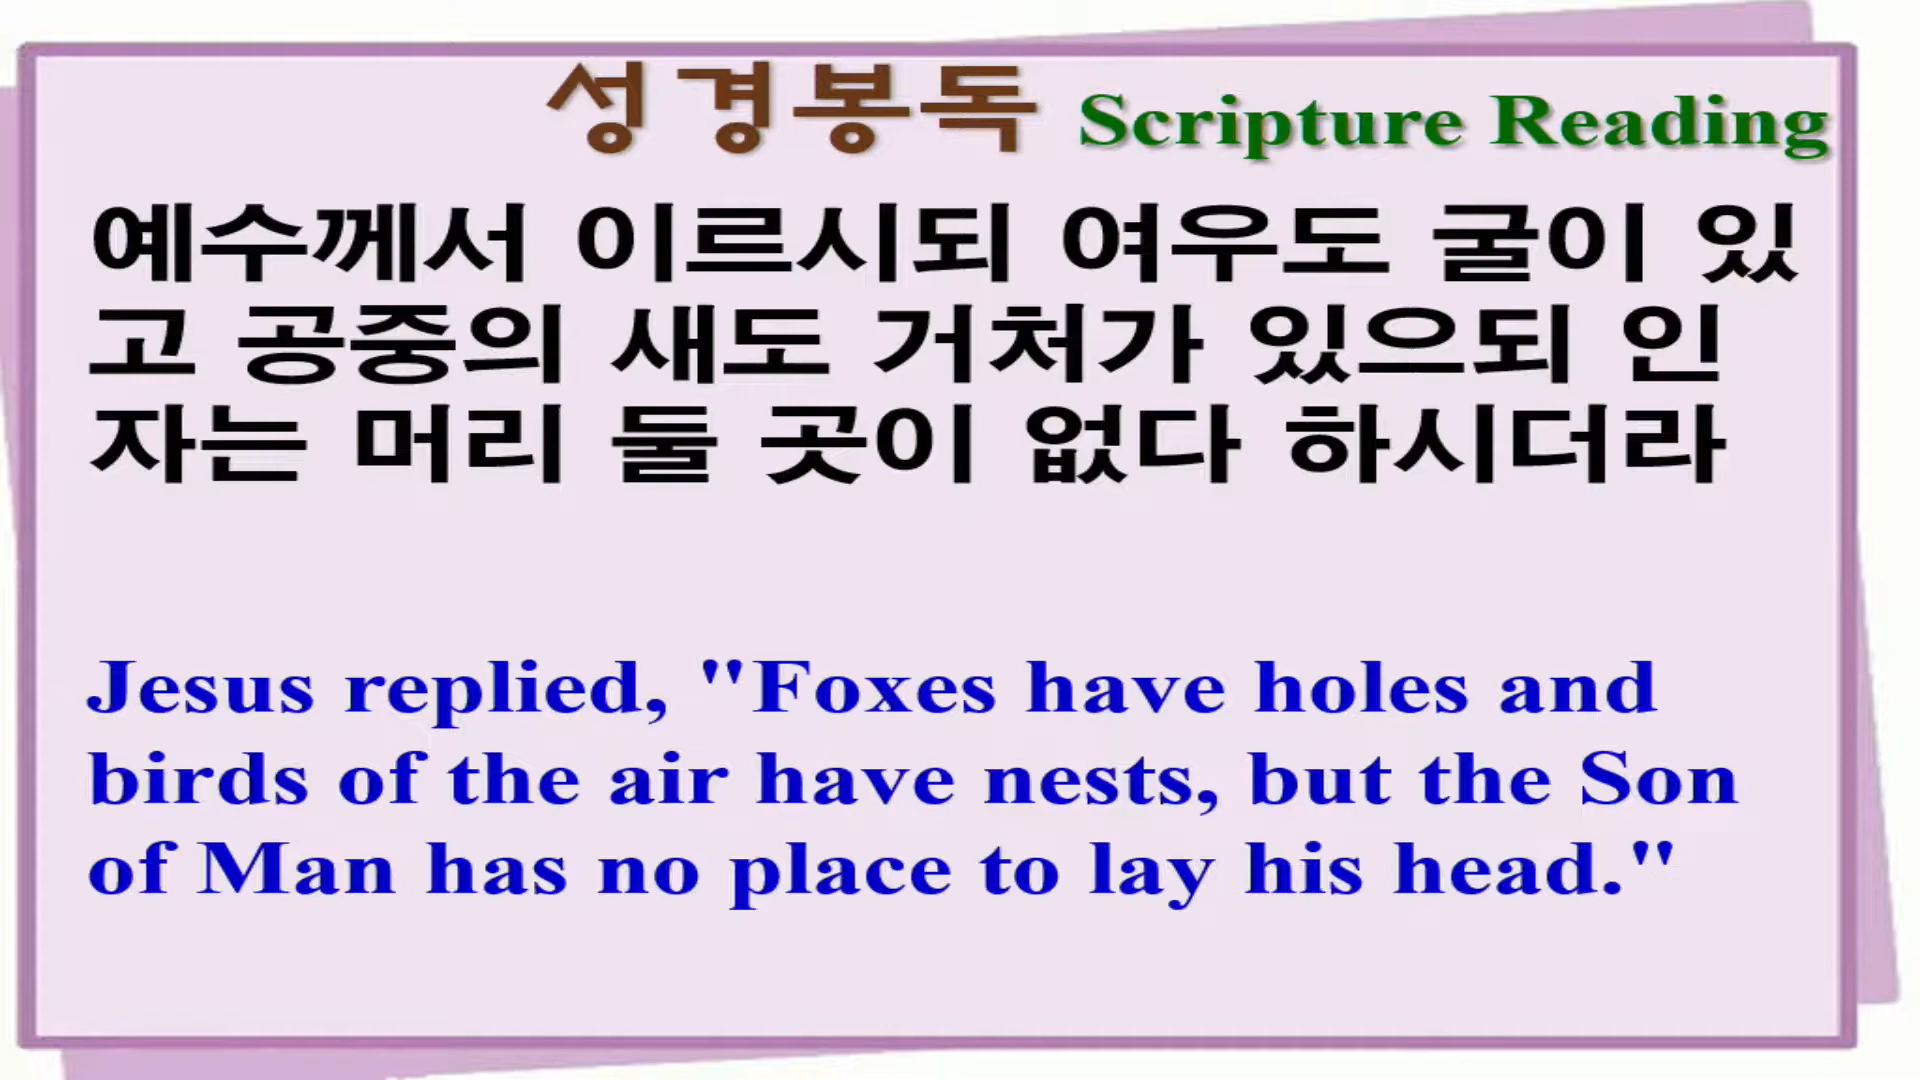 성경봉독 Scripture Reading
예수께서 이르시되 여우도 굴이 있
고 공중의 새도 거처가 있으되 인
자는 머리 둘 곳이 없다 하시더라
Jesus replied, "Foxes have holes and
birds of the air have nests, but the Son
of Man has no place to lay his head."